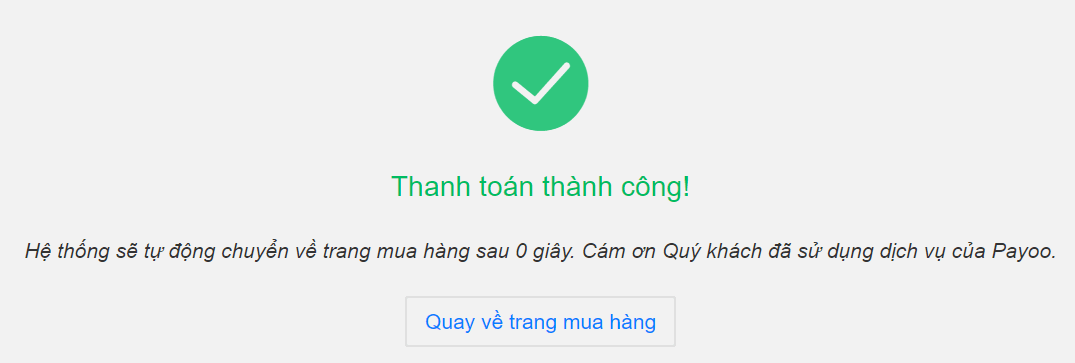 Thanh toán thành công!
Hệ thống sẽ tự động chuyển về trang mua hàng sau 0 giây. Cám ơn Quý khách đã sử dụng dịch vụ của Payoo.
Quay về trang mua hàng